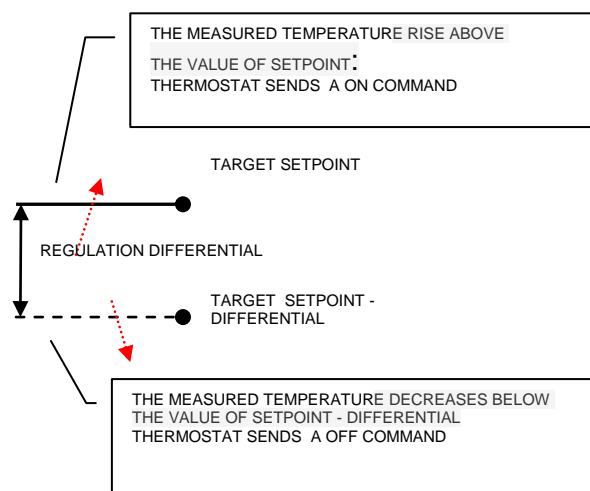 THE MEASURED TEMPERATURE RISE ABOVE
THE VALUE OF SETPOINT:
THERMOSTAT SENDS  A ON COMMAND
TARGET SETPOINT
REGULATION DIFFERENTIAL
TARGET  SETPOINT -
DIFFERENTIAL
THE MEASURED TEMPERATURE DECREASES BELOW
THE VALUE OF SETPOINT - DIFFERENTIAL
THERMOSTAT SENDS  A OFF COMMAND